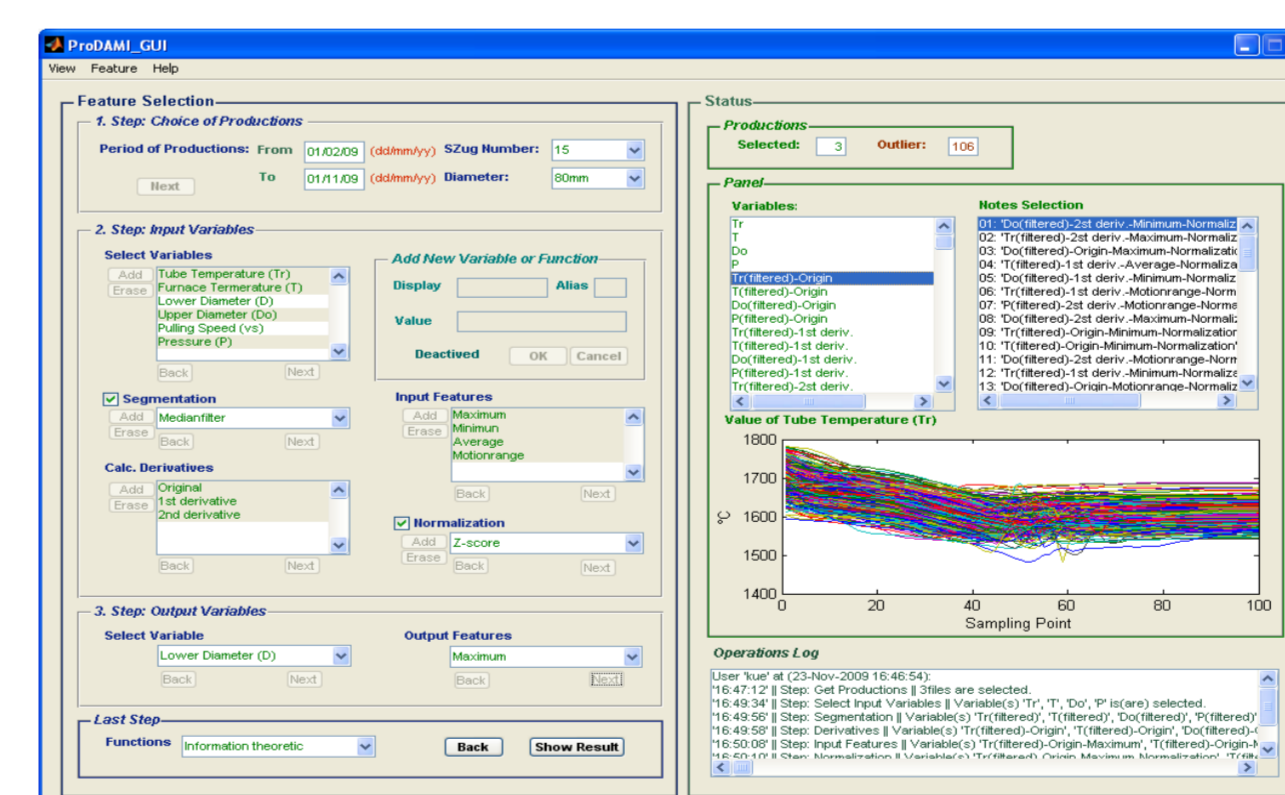 ProDAMI_GUI
View Feature Help
Feature Selection
1. Step: Choice of Productions
Period of Productions: From 01/02/09 (dd/mm/yy) SZug Number: 15
To 01/11/09 (dd/mm/yy) Diameter: 80mm
Next
2. Step: Input Variables
Select Variables
Add
Erase
Tube Temperature (Tr)
Furnace Termerature (T)
Lower Diameter (D)
Upper Diameter (Do)
Pulling Speed (vs)
Pressure (P)
Back Next
Add New Variable or Function
Display Alias
Value
Deactived OK Cancel
Segmentation
Add Medianfilter
Erase Back Next
Calc. Derivatives
Add
Erase
Original
1st derivative
2nd derivative
Back Next
Input Features
Add
Erase
Maximum
Minimun
Average
Motionrange
Back Next
Normalization
Add Z-score
Erase Back Next
3. Step: Output Variables
Select Variable
Lower Diameter (D)
Back Next
Output Features
Maximum
Back Next
Last Step
Functions Information theoretic Back Show Result
Status
Productions
Selected: 3 Outlier: 106
Panel
Variables:
Tr
T
Do
P
Tr(filtered)-Origin
T(filtered)-Origin
Do(filtered)-Origin
P(filtered)-Origin
Tr(filtered)-1st deriv.
T(filtered)-1st deriv.
Do(filtered)-1st deriv.
P(filtered)-1st deriv.
Tr(filtered)-2st deriv.
Notes Selection
01: 'Do(filtered)-2st deriv.-Minimum-Normaliz
02: 'Tr(filtered)-2st deriv.-Maximum-Normaliz
03: 'Do(filtered)-Origin-Maximum-Normalizatic
04: 'T(filtered)-1st deriv.-Average-Normaliza
05: 'Do(filtered)-1st deriv.-Minimum-Normaliz
06: 'Tr(filtered)-1st deriv.-Motionrange-Norm
07: 'P(filtered)-2st deriv.-Motionrange-Norma
08: 'Do(filtered)-2st deriv.-Maximum-Normaliz
09: 'Tr(filtered)-Origin-Minimum-Normalization
10: 'T(filtered)-Origin-Minimum-Normalization'
11: 'Do(filtered)-2st deriv.-Motionrange-Norm
12: 'Tr(filtered)-1st deriv.-Minimum-Normaliza
13: 'Do(filtered)-Origin-Motionrange-Normaliz
Value of Tube Temperature (Tr)
1800
1700
1600
1500
1400
°C
0 20 40 60 80 100
Sampling Point
Operations Log
User 'kue' at (23-Nov-2009 16:46:54):
'16:47:12' || Step: Get Productions || 3files are selected.
'16:49:34' || Step: Select Input Variables || Variable(s) 'Tr', 'T', 'Do', 'P' is(are) selected.
'16:49:56' || Step: Segmentation || Variable(s) 'Tr(filtered)', 'T(filtered)', 'Do(filtered)', 'P(filtered)'
'16:49:58' || Step: Derivatives || Variable(s) 'Tr(filtered)-Origin', 'T(filtered)-Origin', 'Do(filtered)-
'16:50:08' || Step: Input Features || Variable(s) 'Tr(filtered)-Origin-Maximum', 'T(filtered)-Origin-
'16:50:10' || Step: Normalization || Variable(s) 'Tr(filtered)-Origin-Maximum-Normalization',